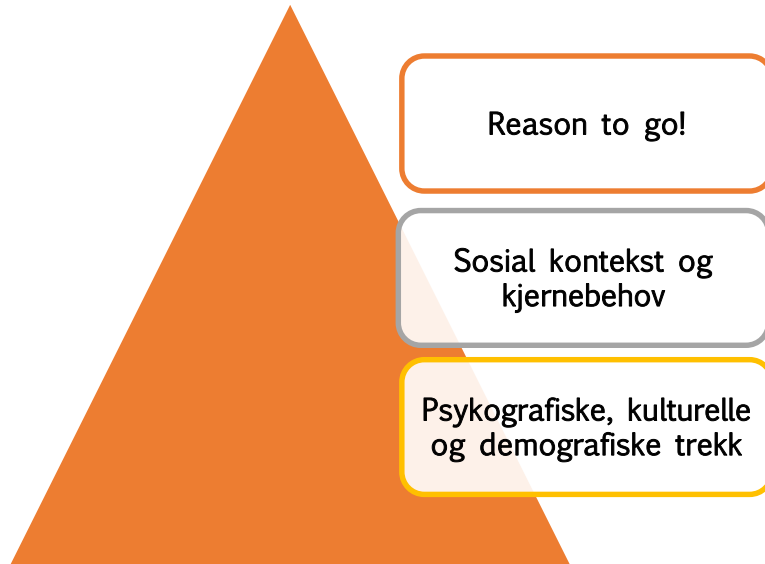 Reason to go!
Sosial kontekst og
kjernebehov
Psykografiske, kulturelle
og demografiske trekk